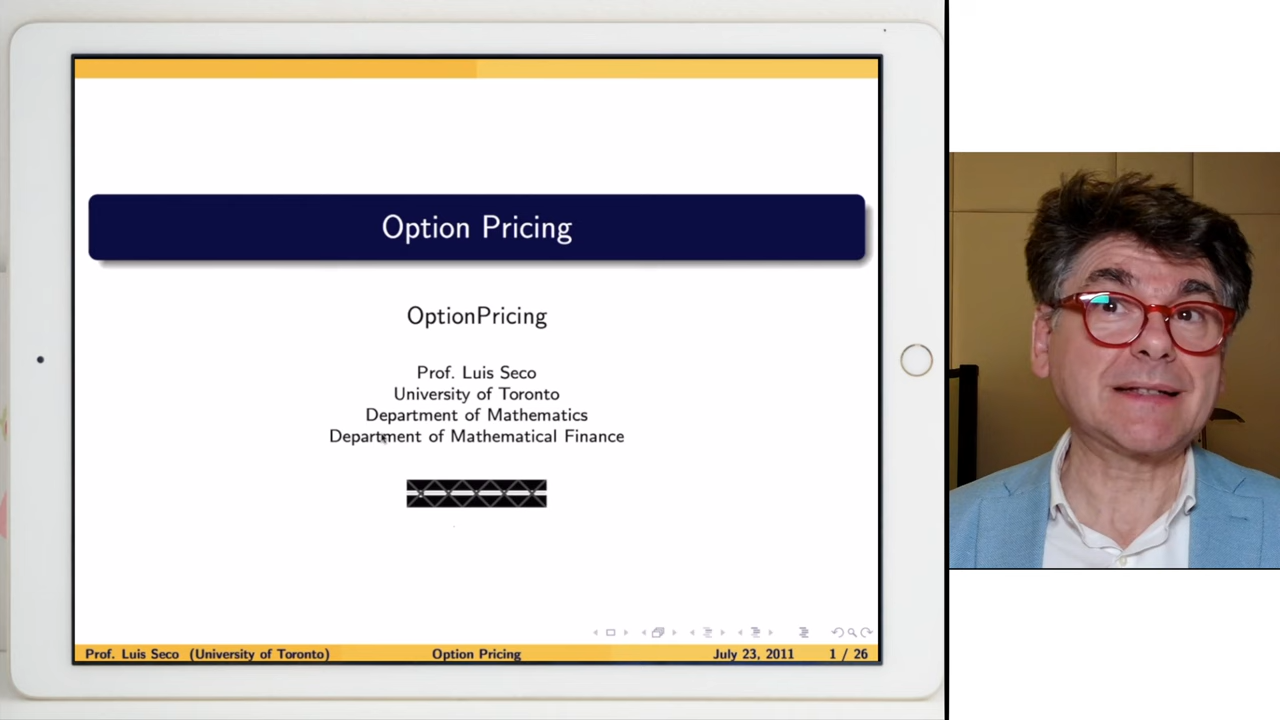 Option Pricing
OptionPricing
Prof. Luis Seco
University of Toronto
Department of Mathematics
Department of Mathematical Finance
Prof. Luis Seco (University of Toronto) Option Pricing July 23, 2011 1 / 26